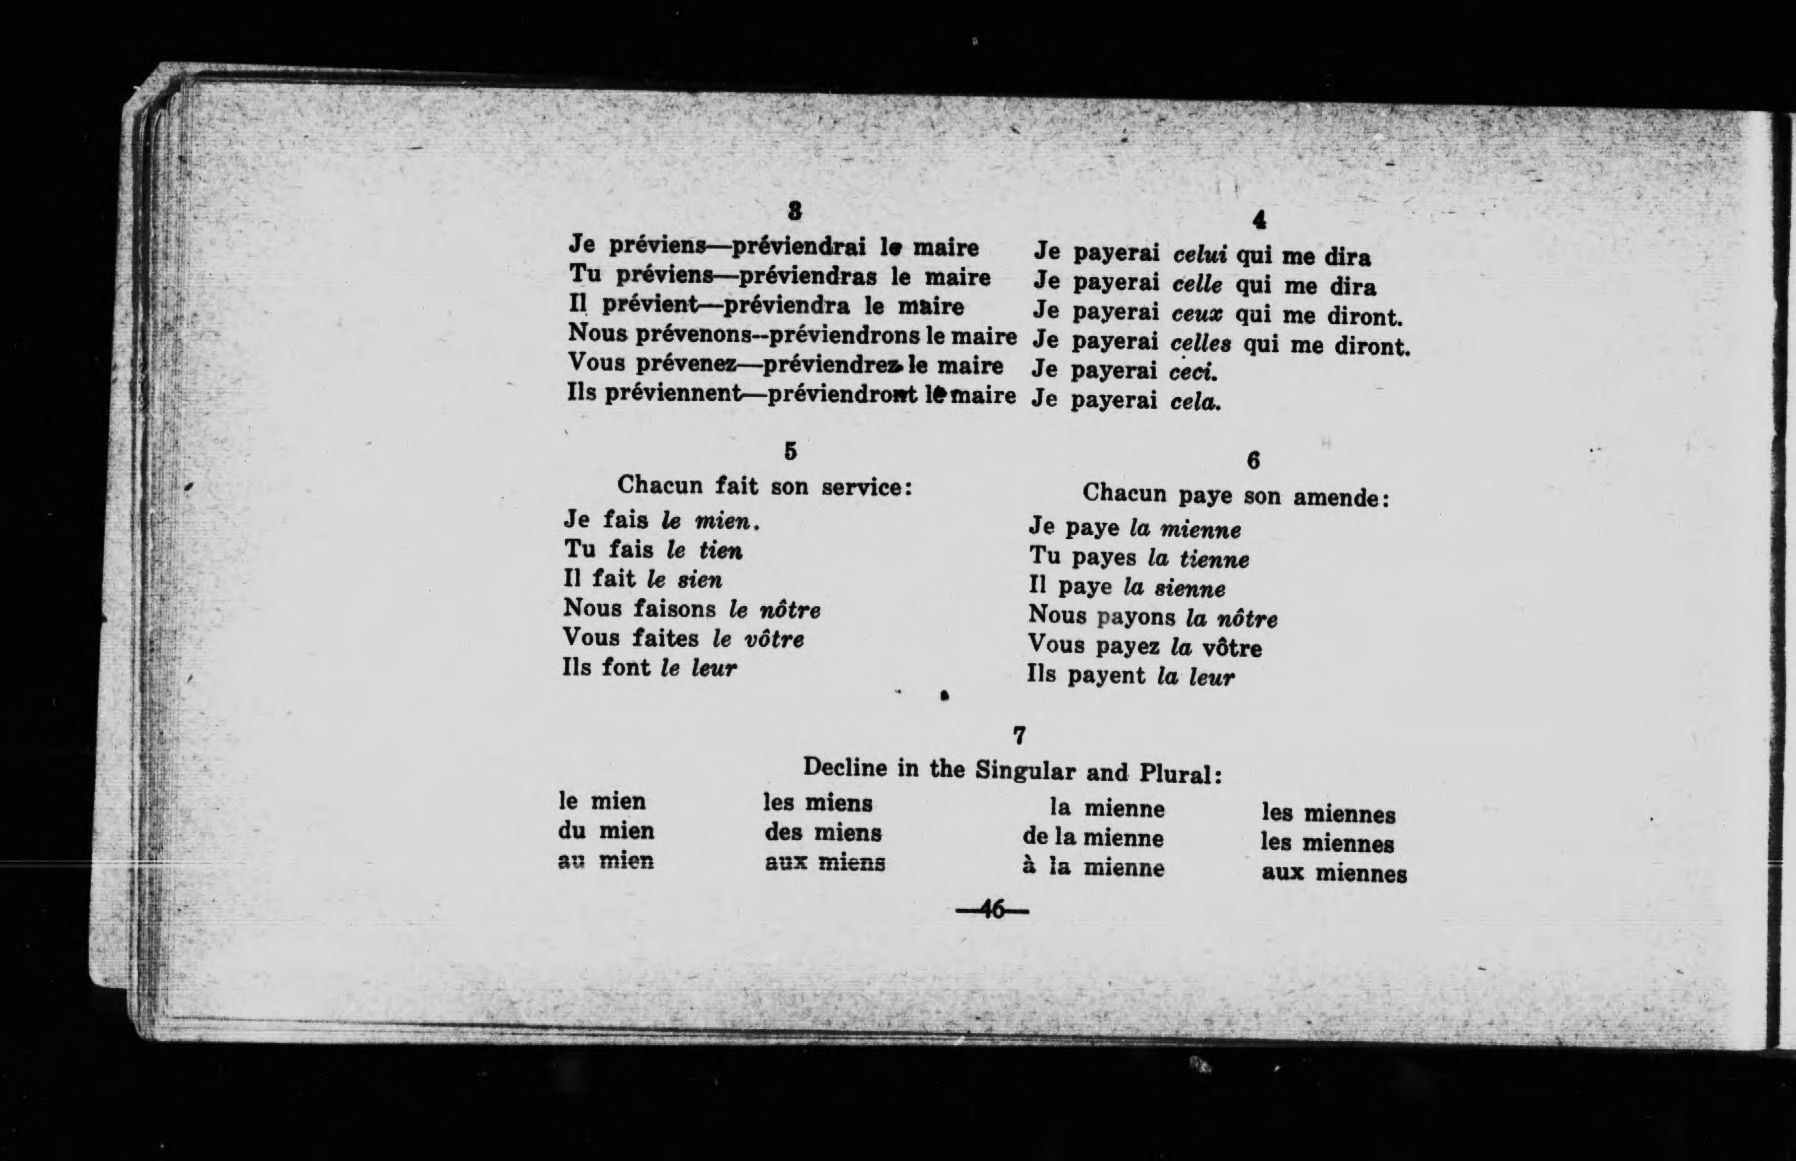 3
Je préviens—préviendrai le maire
Tu préviens—préviendras le maire
Il prévient—préviendra le maire
Nous prévenons--préviendrons le maire
Vous prévenez—préviendrez le maire
Ils préviennent—préviendront le maire
4
Je payerai celui qui me dira
Je payerai celle qui me dira
Je payerai ceux qui me diront.
Je payerai celles qui me diront.
Je payerai ceci.
Je payerai cela.
5
Chacun fait son service:
Je fais le mien.
Tu fais le tien
Il fait le sien
Nous faisons le nôtre
Vous faites le vôtre
Ils font le leur
6
Chacun paye son amende:
Je paye la mienne
Tu payes la tienne
Il paye la sienne
Nous payons la nôtre
Vous payez la vôtre
Ils payent la leur
7
Decline in the Singular and Plural:
le mien les miens la mienne les miennes
du mien des miens de la mienne les miennes
au mien aux miens à la mienne aux miennes
—46—